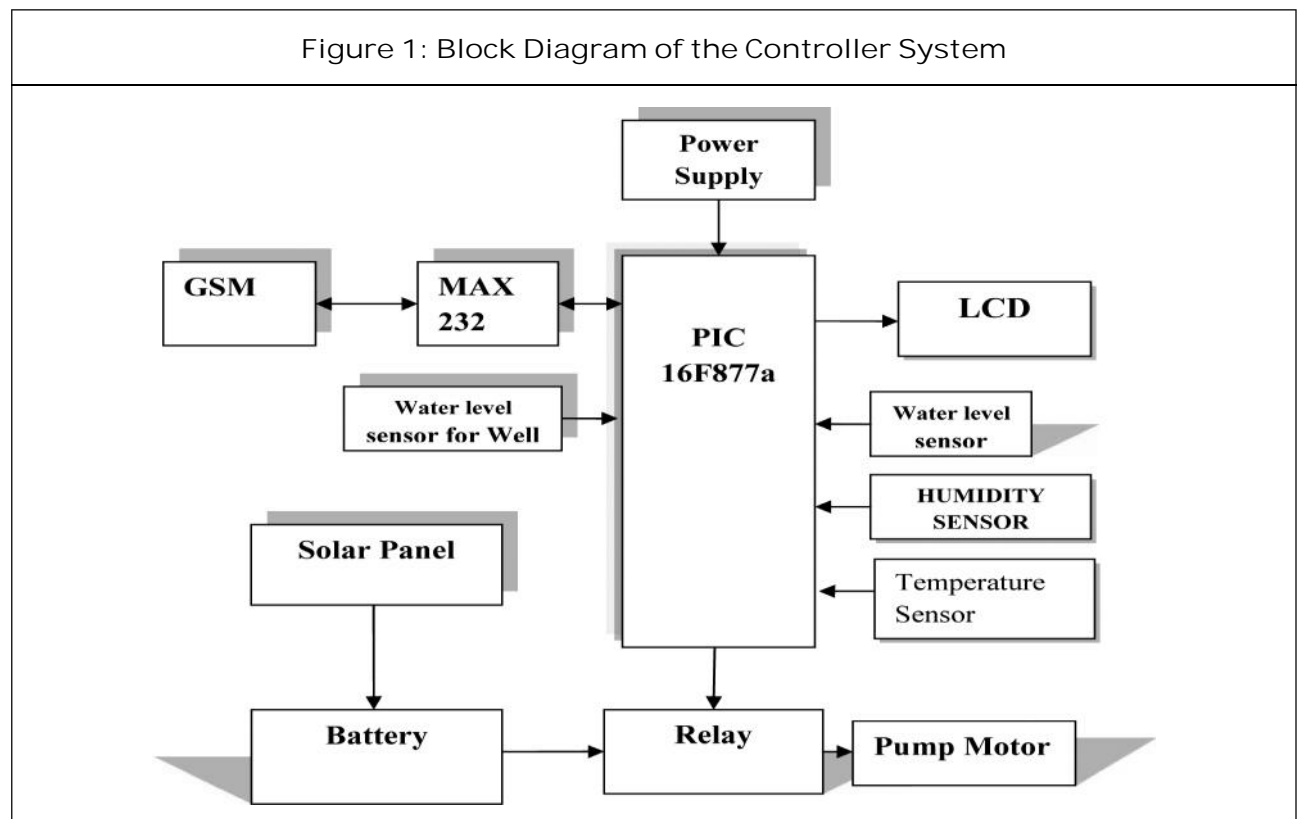 Figure 1: Block Diagram of the Controller System
Power
Supply
GSM
MAX
232
PIC
16F877a
LCD
Water level
sensor for Well
Water level
sensor
HUMIDITY
SENSOR
Solar Panel
Temperature
Sensor
Battery
Relay
Pump Motor